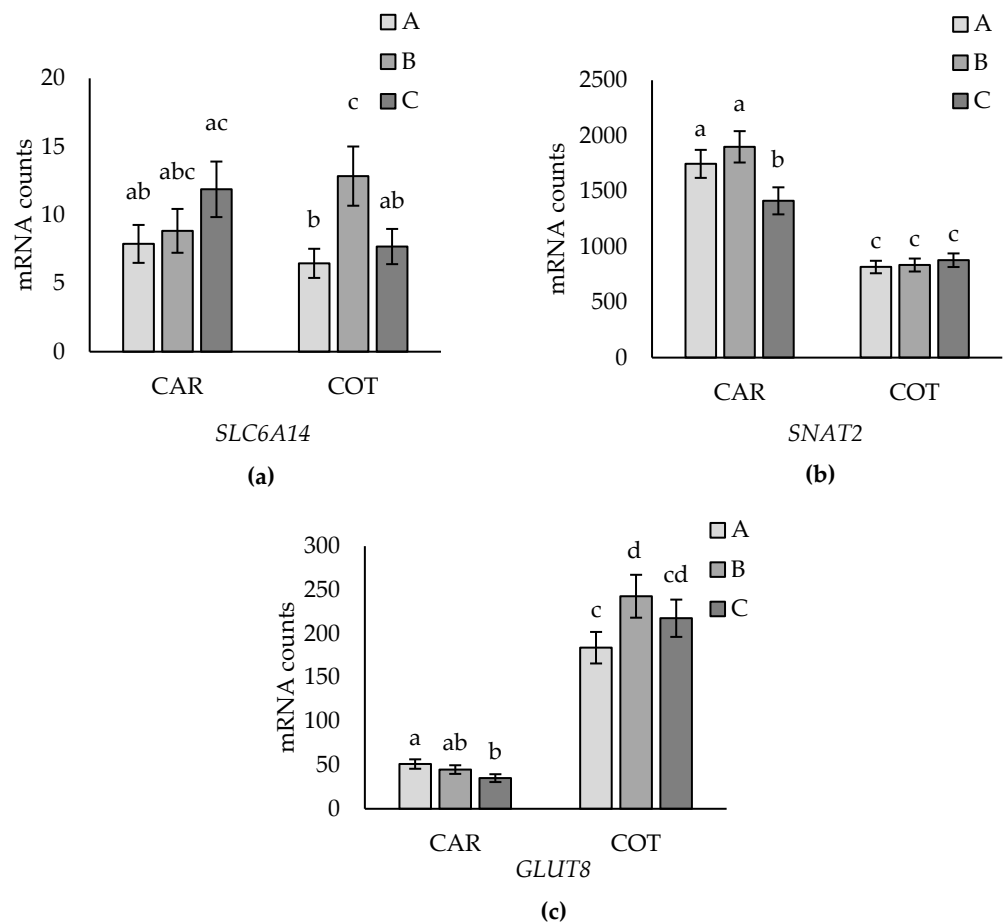 A
B
C
20
15
10
5
0
mRNA counts
ab
abc
ac
b
c
ab
CAR
COT
SLC6A14
(a)
A
B
C
2500
2000
1500
1000
500
0
mRNA counts
a
a
b
c
c
c
CAR
COT
SNAT2
(b)
A
B
C
300
250
200
150
100
50
0
mRNA counts
a
ab
b
c
d
cd
CAR
COT
GLUT8
(c)